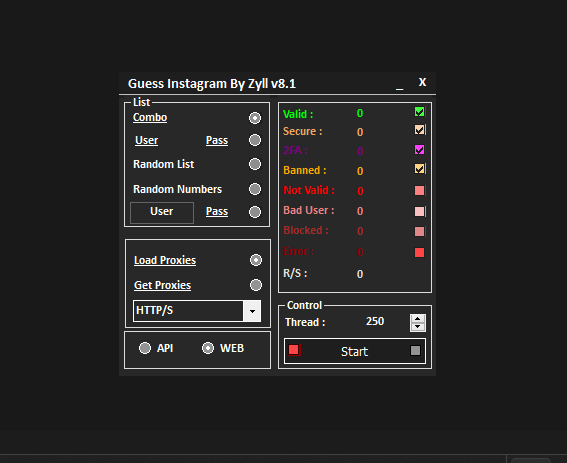 Guess Instagram By Zyll v8.1 _ X
List
Combo
User Pass
Random List
Random Numbers
User Pass
Load Proxies
Get Proxies
HTTP/S
API WEB
Valid : 0
Secure : 0
2FA : 0
Banned : 0
Not Valid : 0
Bad User : 0
Blocked : 0
Error : 0
R/S : 0
Control
Thread : 250
Start